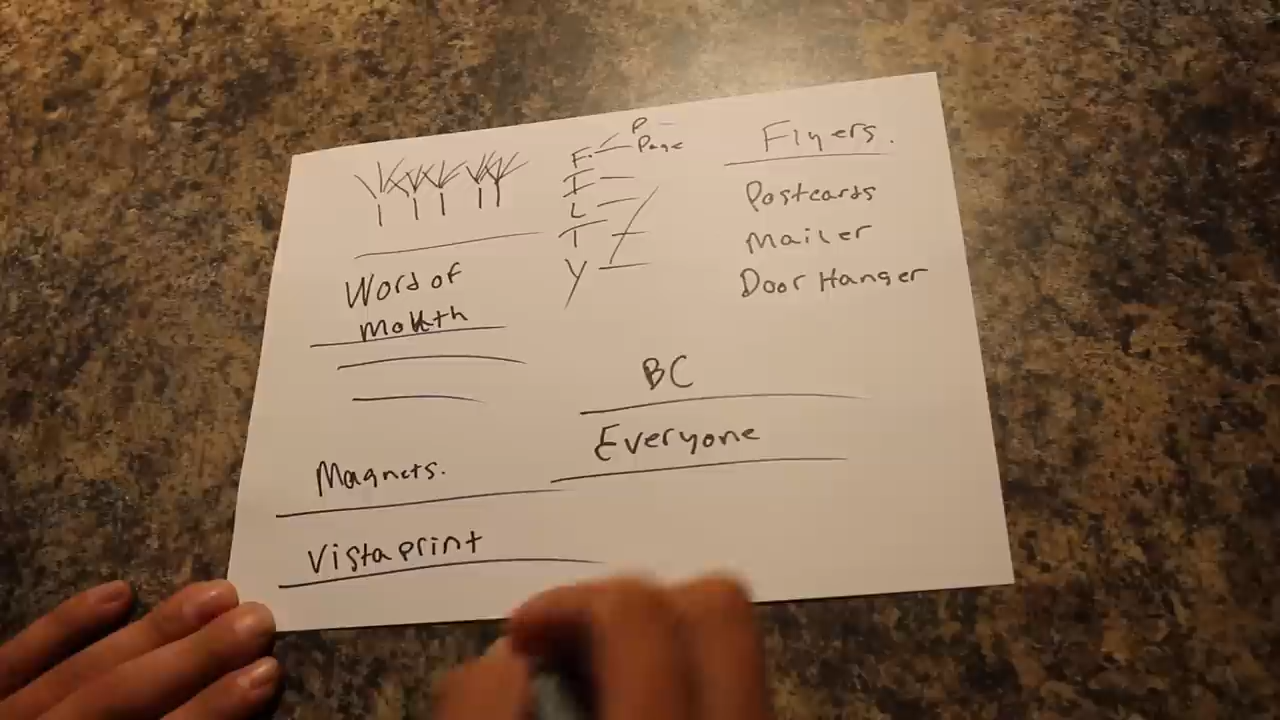 P
F Page
I
L
T
Y
Word of
Mouth
Magnets.
Vistaprint
Flyers.
Postcards
Mailer
Door Hanger
BC
Everyone